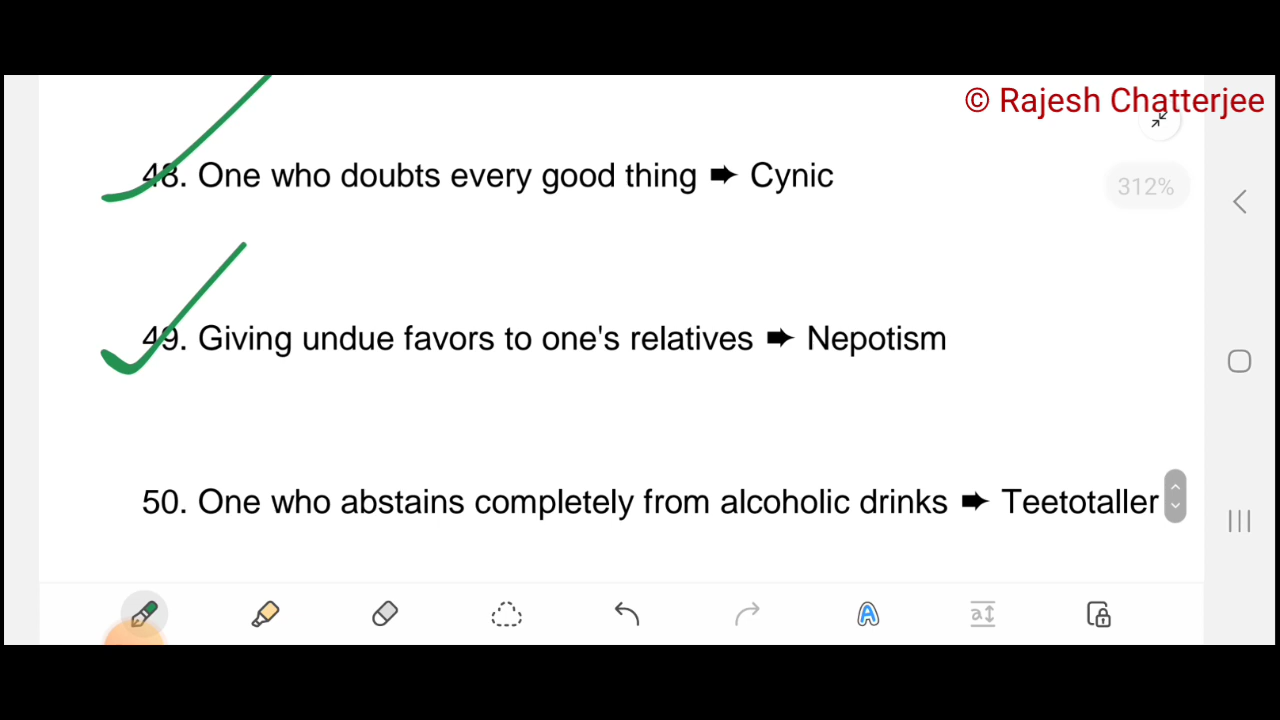 © Rajesh Chatterjee
48. One who doubts every good thing ➨ Cynic
312%
49. Giving undue favors to one's relatives ➨ Nepotism
50. One who abstains completely from alcoholic drinks ➨ Teetotaller